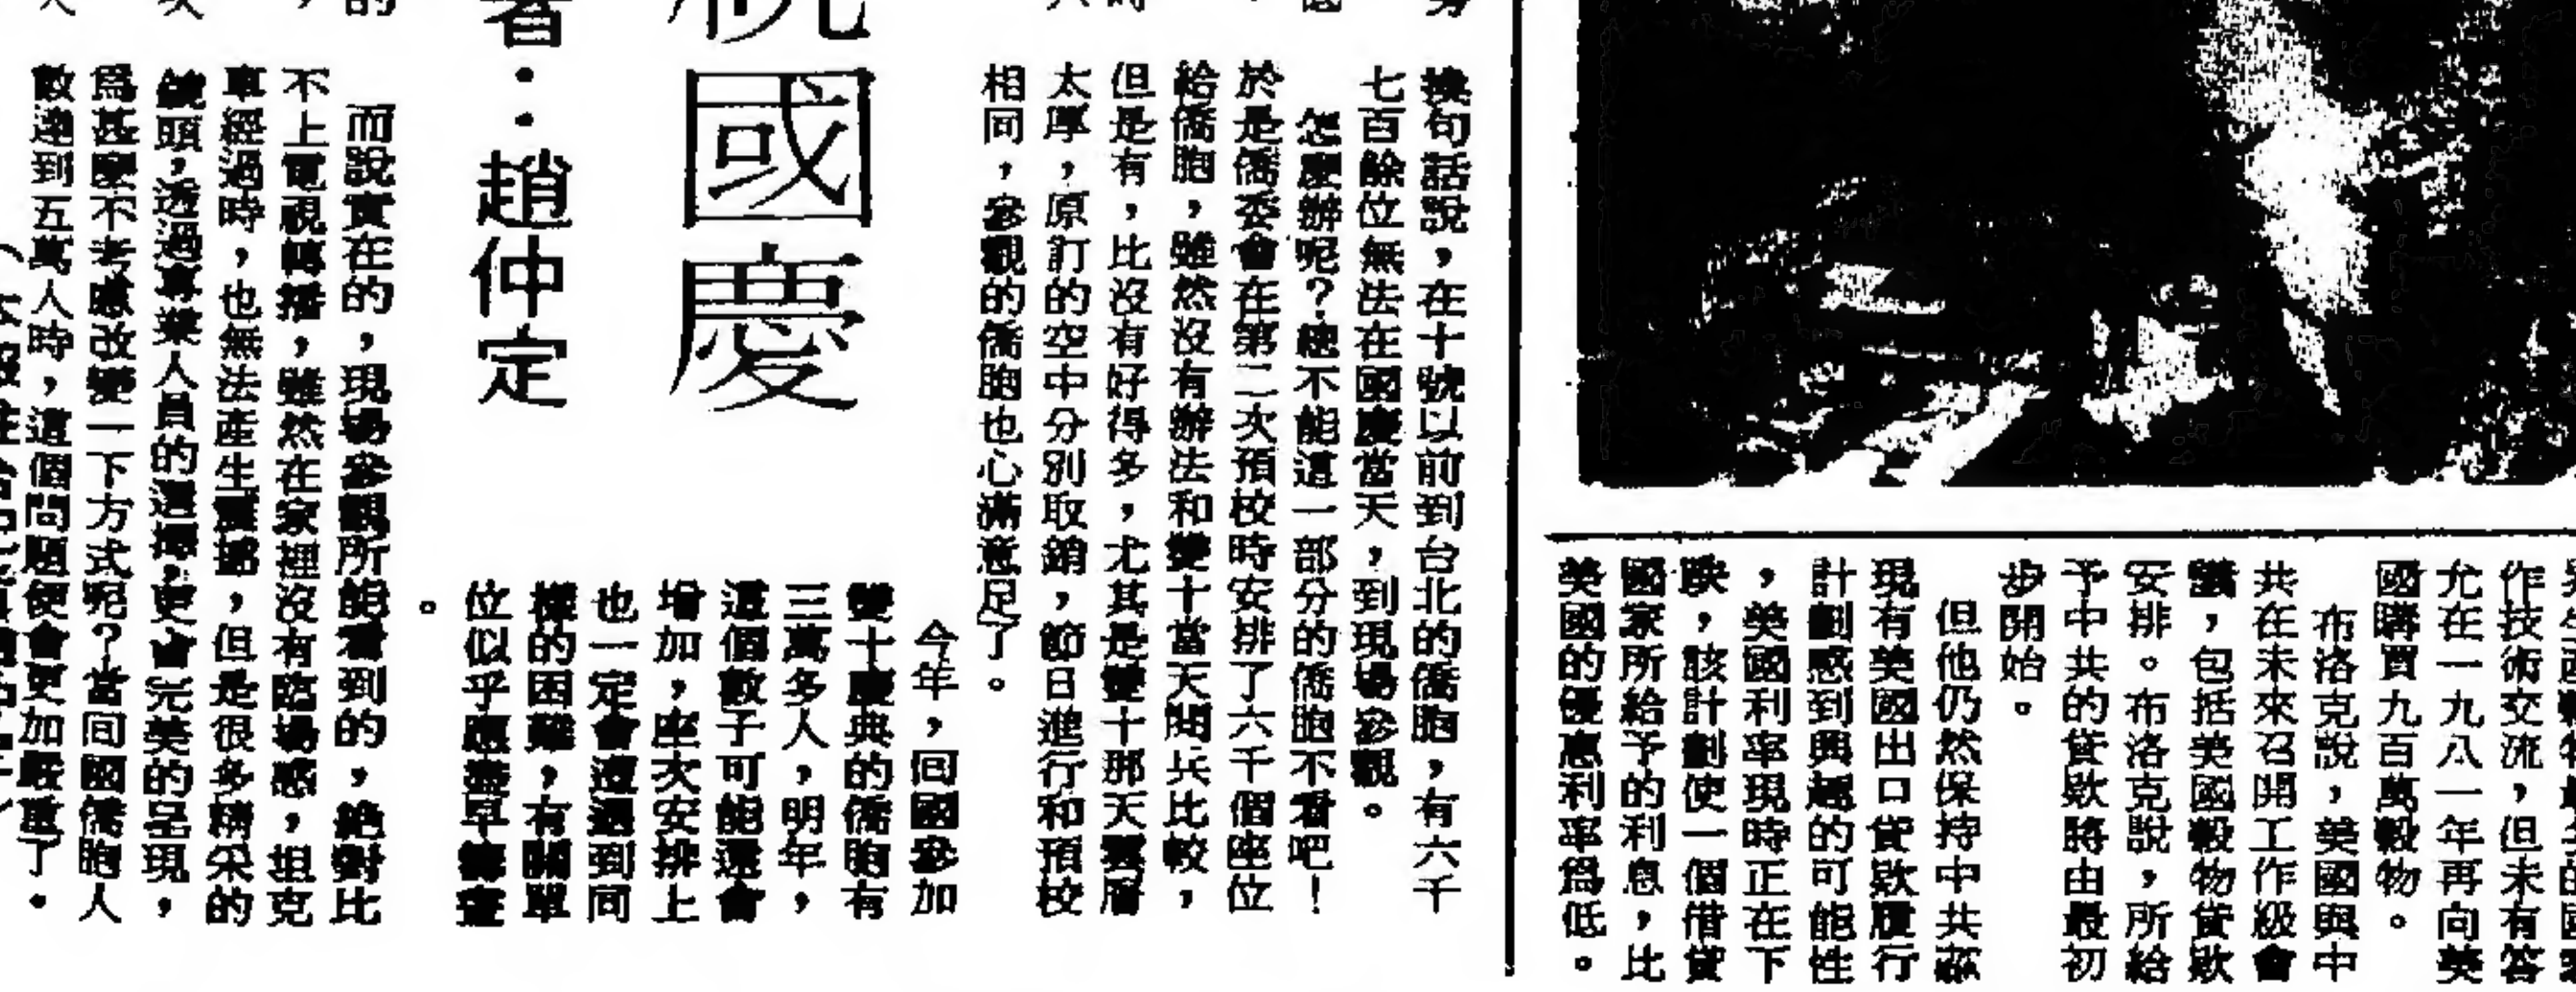 作技術交流，但未有答
允在一九八一年再向美
國購買九百萬穀物。
布洛克說，美國與中
共在未來召開工作級會
議，包括美國穀物貸款
安排。布洛克說，所給
予中共的貸款將由最初
步開始。
但他仍然保持中共在
現有美國出口貸款履行
計劃感到興趣的可能性
，美國利率現時正在下
跌，該計劃使一個借貸
國家所給予的利息，比
美國的優惠利率為低。
換句話說，在十號以前到台北的僑胞，有六千
七百餘位無法在國慶當天，到現場參觀。
怎麼辦呢？總不能這一部分的僑胞不看吧！
於是僑委會在第二次預校時安排了六千個座位
給僑胞，雖然沒有辦法和雙十當天閱兵比較，
但是有，比沒有好得多，尤其是雙十那天雲層
太厚，原訂的空中分列取銷，節日進行和預校
相同，參觀的僑胞也心滿意足了。
國慶
者：趙仲定
今年，回國參加
雙十慶典的僑胞有
三萬多人，明年，
這個數子可能還會
增加，座次安排上
也一定會遭遇到同
樣的困難，有關單
位似乎應該早籌畫
。
而說實在的，現場參觀所能看到的，絕對比
不上電視轉播，雖然在家裡沒有臨場感，坦克
車經過時，也無法產生震撼，但是很多精采的
鏡頭，透過專業人員的選擇，更會完美的呈現，
為甚麼不考慮改變一下方式呢？當回國僑胞人
數達到五萬人時，這個問題便會更加嚴重了。